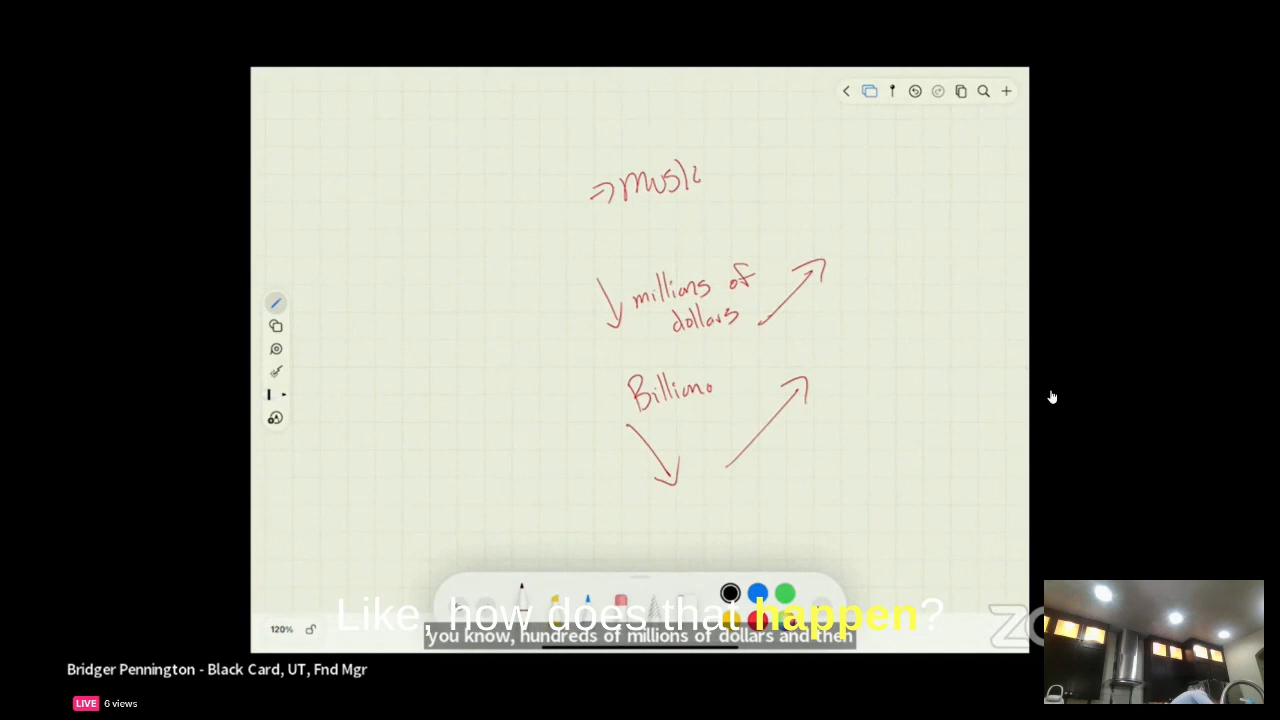 ⇒ music
millions of
dollars
Billions
Like, how does that happen?
you know, hundreds of millions of dollars and then
120%
Bridger Pennington - Black Card, UT, Fnd Mgr
LIVE 6 views